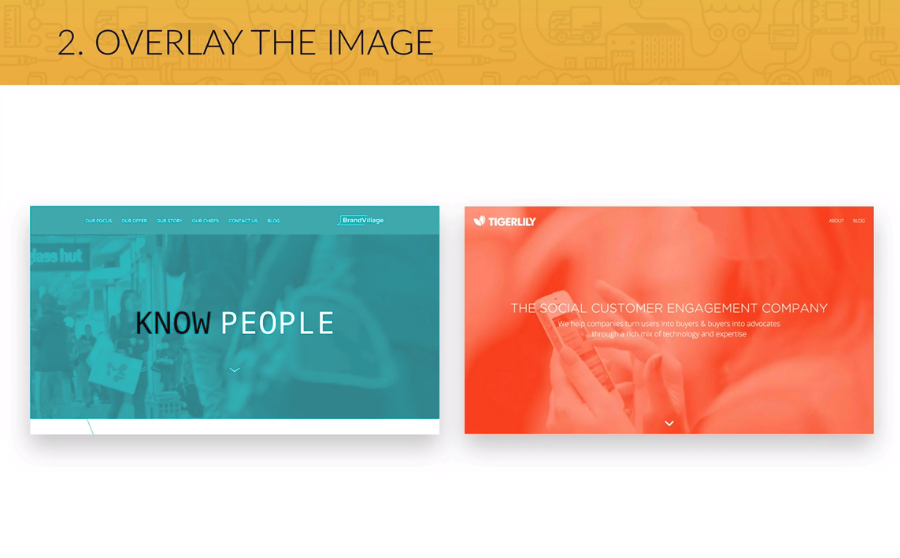 2. OVERLAY THE IMAGE
OUR FOCUS OUR OFFER OUR STORY OUR CHIEFS CONTACT US BLOG BrandVillage
glass hut
KNOW PEOPLE
TIGERLILY ABOUT BLOG
THE SOCIAL CUSTOMER ENGAGEMENT COMPANY
We help companies turn users into buyers & buyers into advocates
through a rich mix of technology and expertise